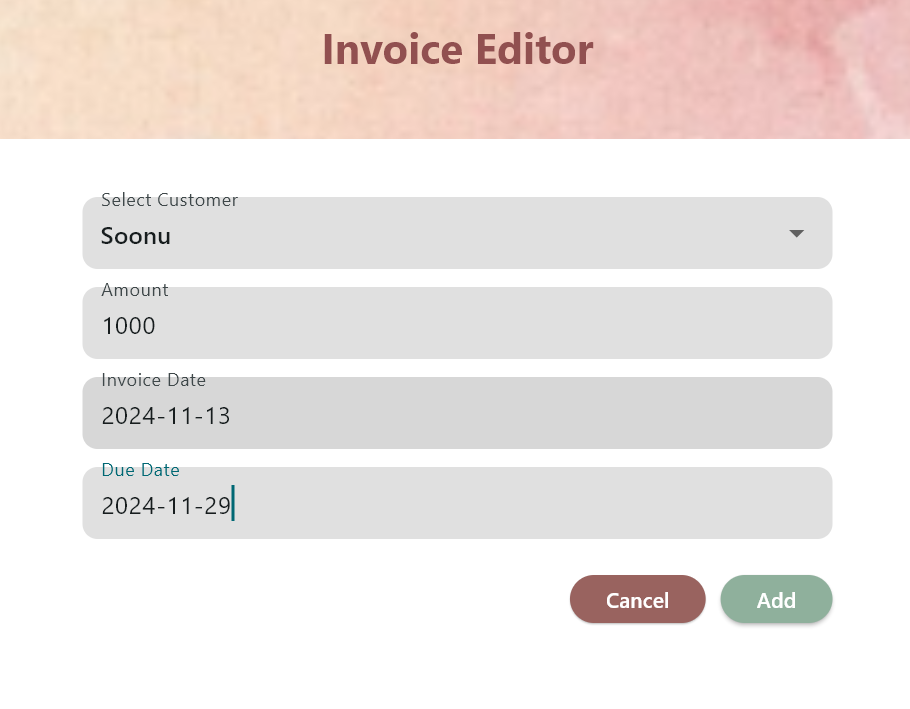 Invoice Editor
Select Customer
Soonu
Amount
1000
Invoice Date
2024-11-13
Due Date
2024-11-29
Cancel Add